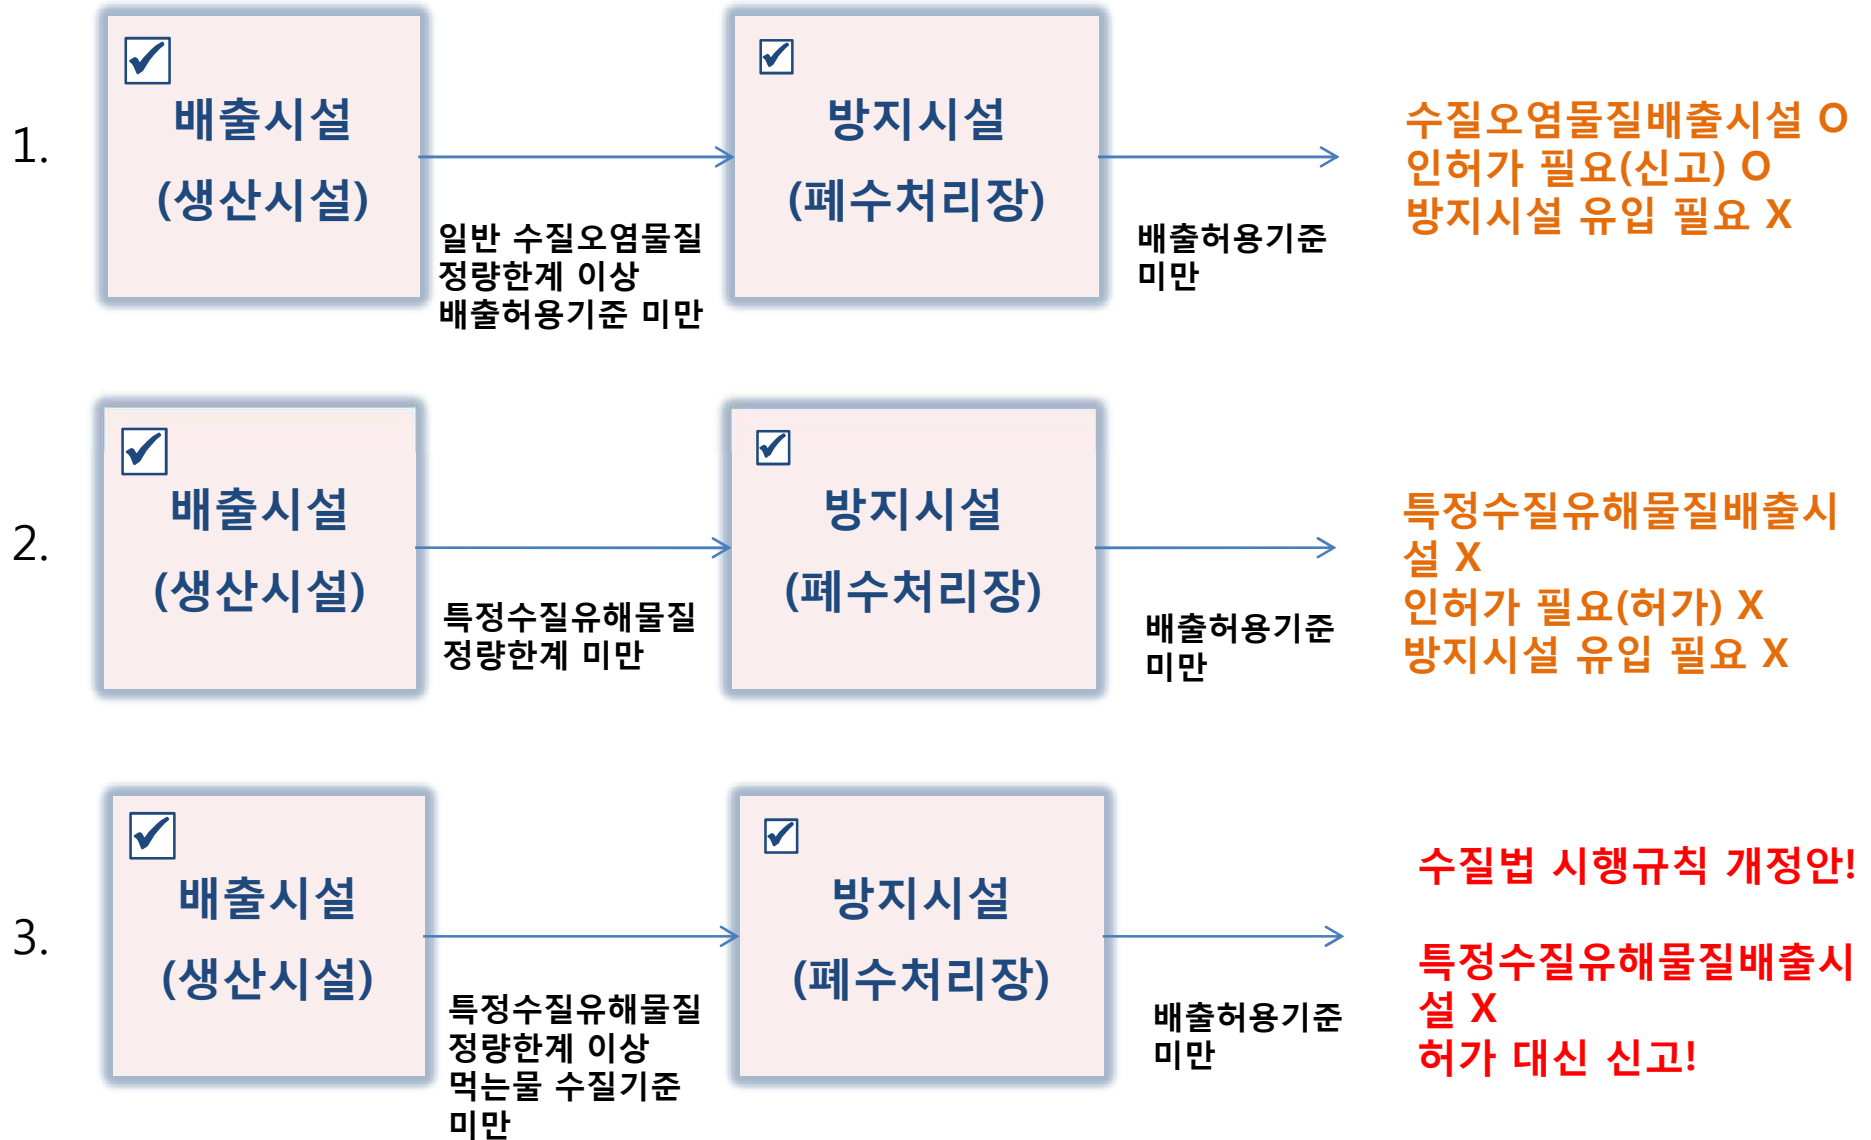 1.
배출시설
(생산시설)
일반 수질오염물질
정량한계 이상
배출허용기준 미만
방지시설
(폐수처리장)
배출허용기준
미만
수질오염물질배출시설 O
인허가 필요(신고) O
방지시설 유입 필요 X
2.
배출시설
(생산시설)
특정수질유해물질
정량한계 미만
방지시설
(폐수처리장)
배출허용기준
미만
특정수질유해물질배출시
설 X
인허가 필요(허가) X
방지시설 유입 필요 X
3.
배출시설
(생산시설)
특정수질유해물질
정량한계 이상
먹는물 수질기준
미만
방지시설
(폐수처리장)
배출허용기준
미만
수질법 시행규칙 개정안!
특정수질유해물질배출시
설 X
허가 대신 신고!